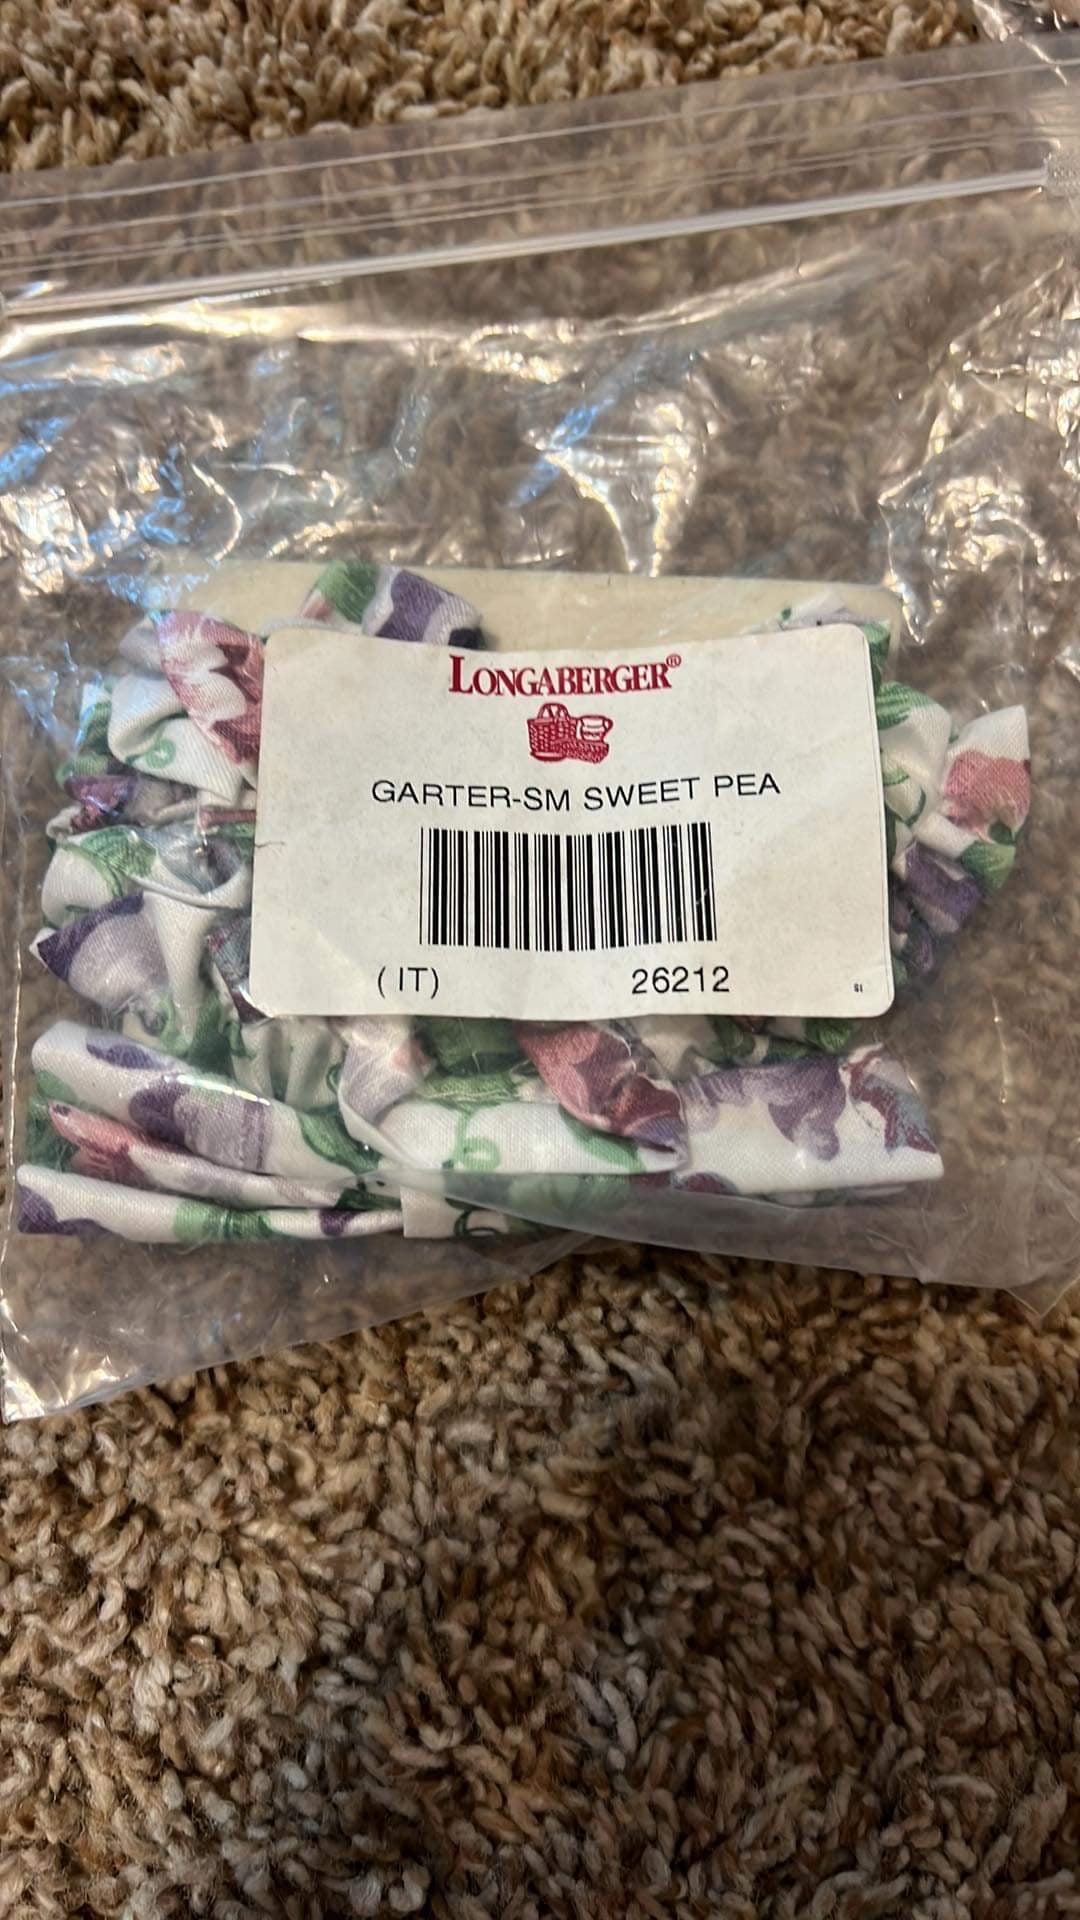 LONGABERGER®
GARTER-SM SWEET PEA
( IT) 26212